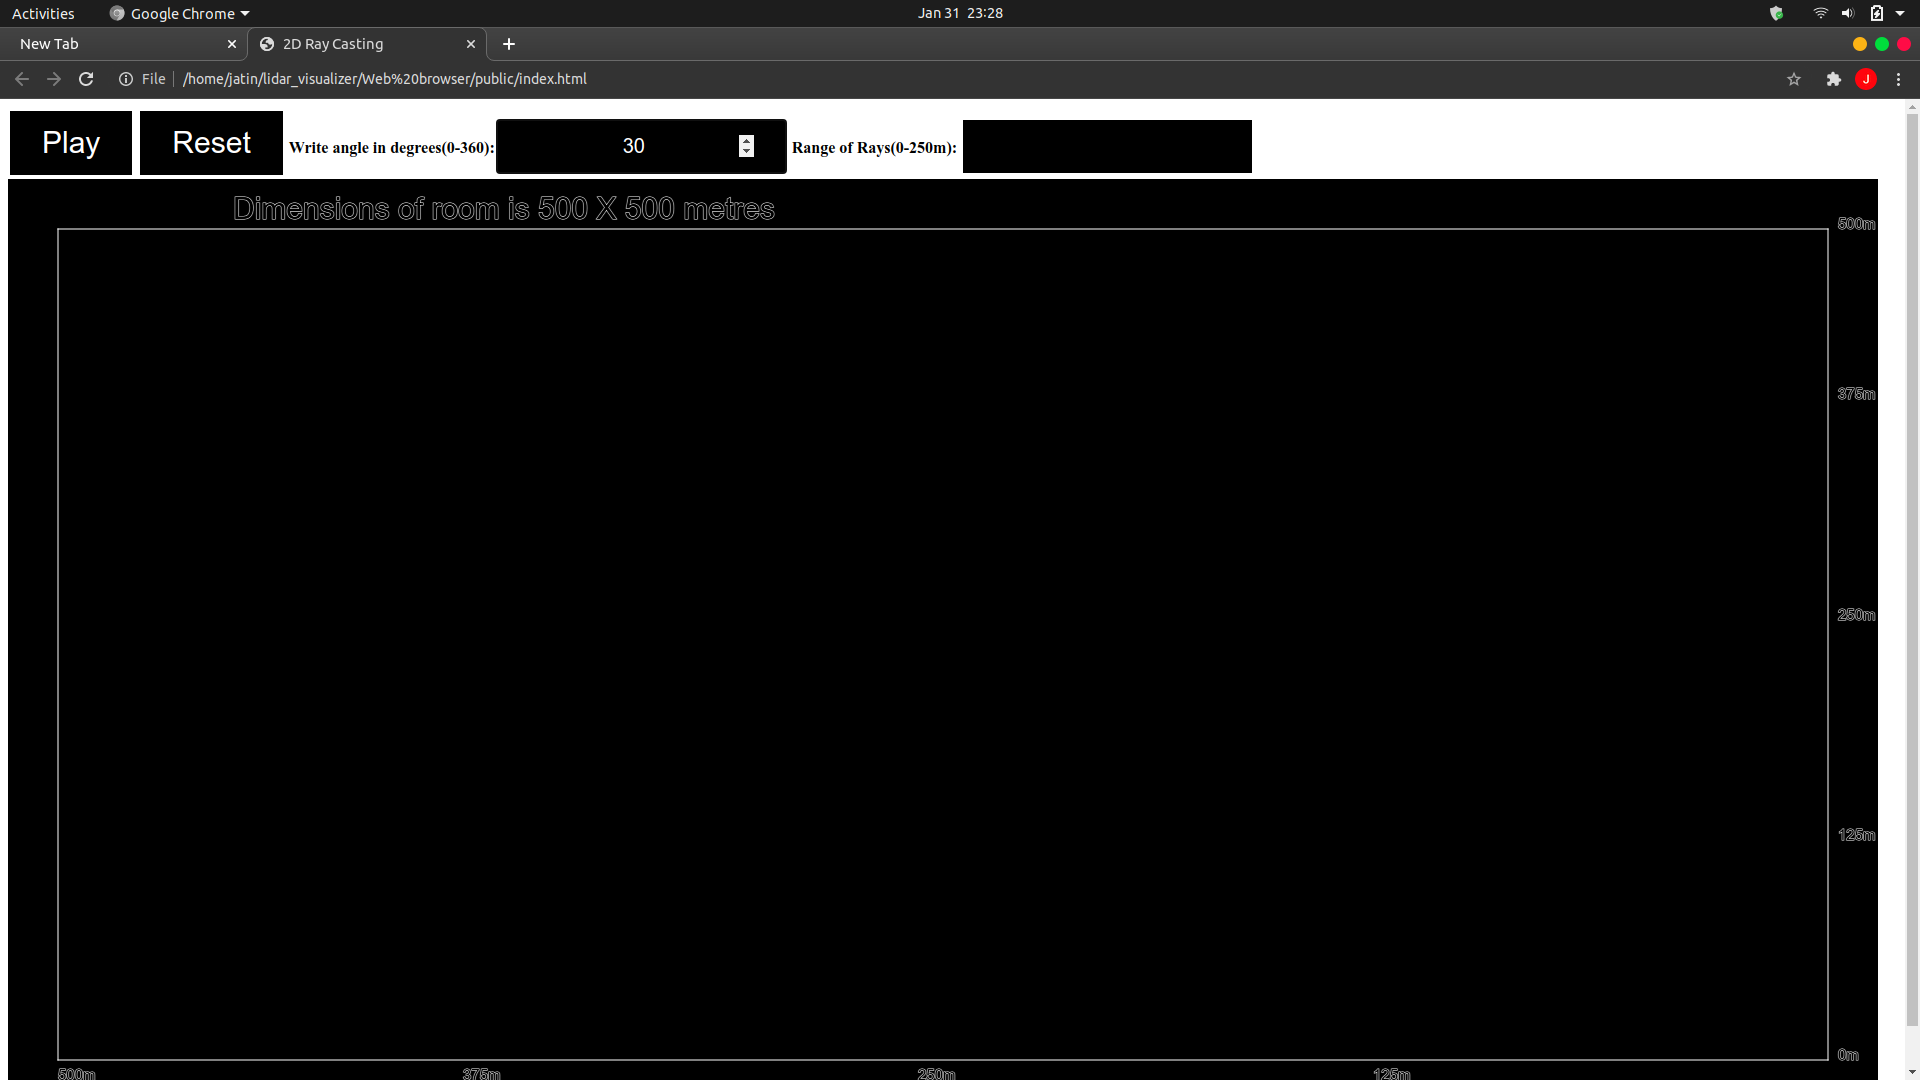 Activities Google Chrome Jan 31 23:28
New Tab 2D Ray Casting
File /home/jatin/lidar_visualizer/Web%20browser/public/index.html J
Play Reset Write angle in degrees(0-360): 30 Range of Rays(0-250m):
Dimensions of room is 500 X 500 metres
500m
375m
250m
125m
0m
500m 375m 250m 125m